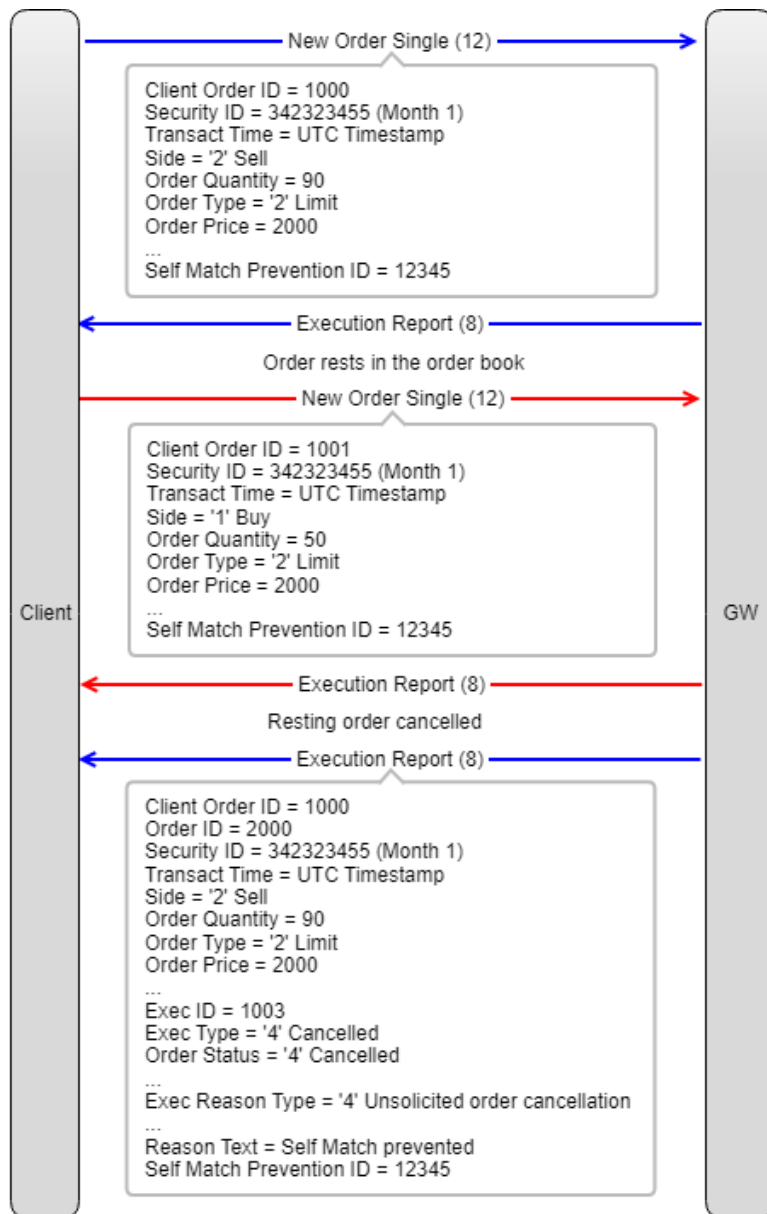 New Order Single (12)
Client Order ID = 1000
Security ID = 342323455 (Month 1)
Transact Time = UTC Timestamp
Side = '2' Sell
Order Quantity = 90
Order Type = '2' Limit
Order Price = 2000
...
Self Match Prevention ID = 12345
Execution Report (8)
Order rests in the order book
New Order Single (12)
Client Order ID = 1001
Security ID = 342323455 (Month 1)
Transact Time = UTC Timestamp
Side = '1' Buy
Order Quantity = 50
Order Type = '2' Limit
Order Price = 2000
...
Self Match Prevention ID = 12345
Client
GW
Execution Report (8)
Resting order cancelled
Execution Report (8)
Client Order ID = 1000
Order ID = 2000
Security ID = 342323455 (Month 1)
Transact Time = UTC Timestamp
Side = '2' Sell
Order Quantity = 90
Order Type = '2' Limit
Order Price = 2000
...
Exec ID = 1003
Exec Type = '4' Cancelled
Order Status = '4' Cancelled
...
Exec Reason Type = '4' Unsolicited order cancellation
...
Reason Text = Self Match prevented
Self Match Prevention ID = 12345